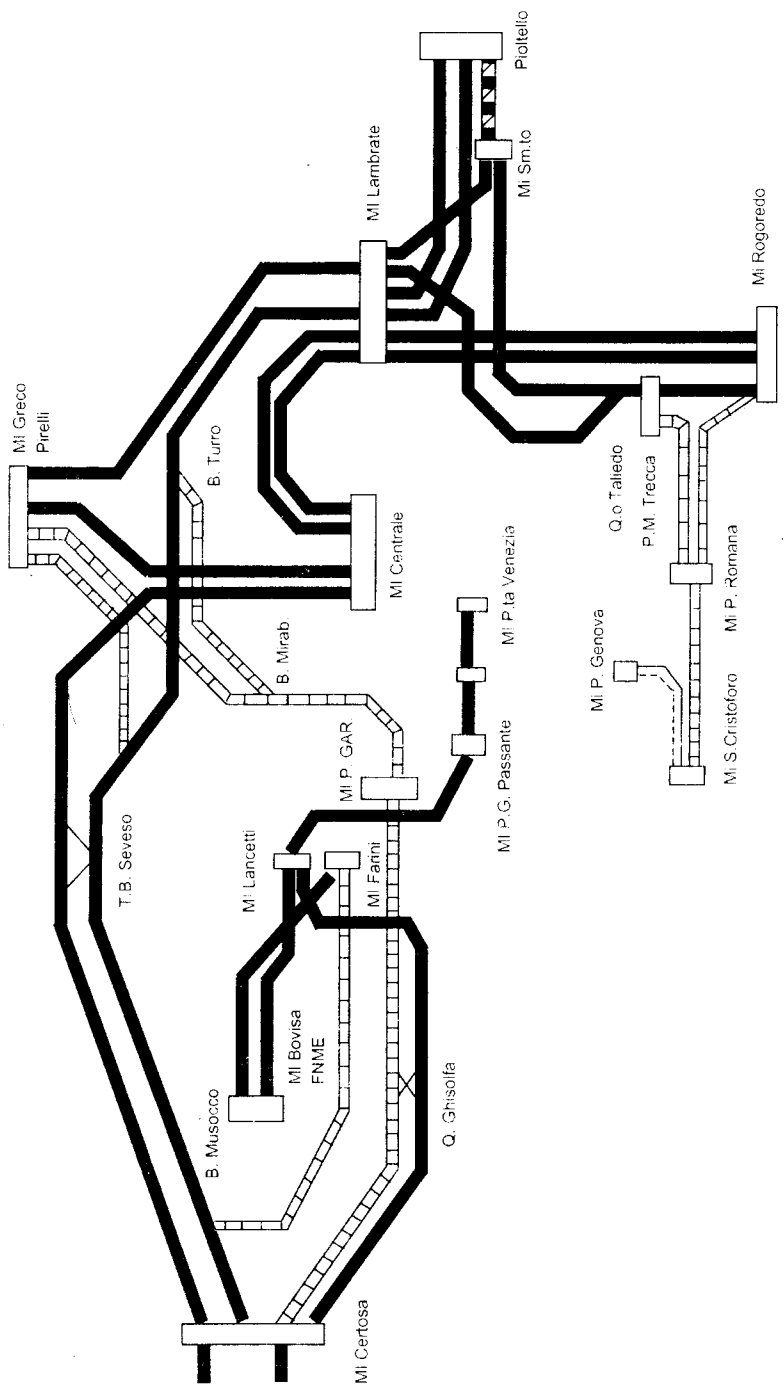 MI Certosa
B. Musocco
MI Bovisa
FNME
Q. Ghisolfa
MI Lancetti
MI Farini
T.B. Seveso
MI P. GAR.
MI P.G. Passante
B. Mirab.
MI P.ta Venezia
MI Centrale
B. Turro
MI Greco
Pirelli
MI Lambrate
Mi Sm.to
Pioltello
Mi S.Cristoforo
Mi P. Genova
Mi P. Romana
Q.o Taliedo
P.M. Trecca
Mi Rogoredo